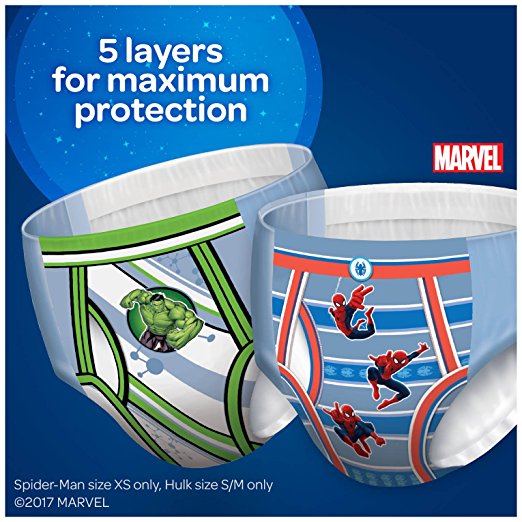 5 layers
for maximum
protection
MARVEL
Spider-Man size XS only, Hulk size S/M only
©2017 MARVEL